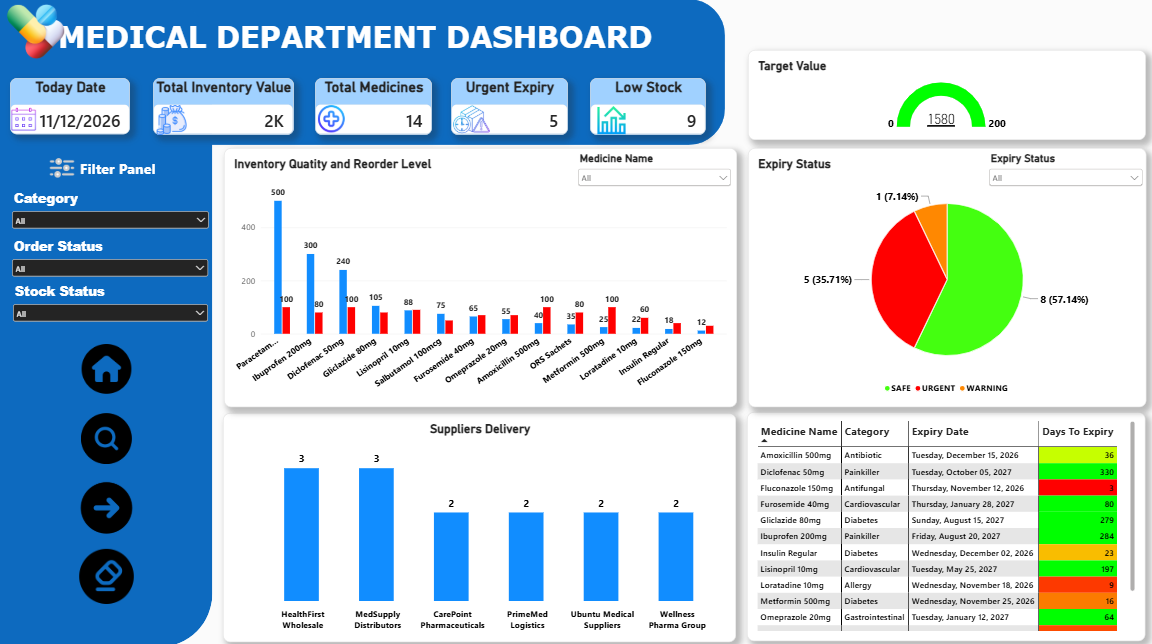 MEDICAL DEPARTMENT DASHBOARD
Today Date
11/12/2026
Total Inventory Value
2K
Total Medicines
14
Urgent Expiry
5
Low Stock
9
Target Value
0
1580
200
Filter Panel
Category
All
Order Status
All
Stock Status
All
Inventory Quatity and Reorder Level
Medicine Name
All
400
200
0
500 100
300 80
240 100
105
88
75
65
55
40 100
35 80
25 100
22 60
18
12
Paracetam...
Ibuprofen 200mg
Diclofenac 50mg
Gliclazide 80mg
Lisinopril 10mg
Salbutamol 100mcg
Furosemide 40mg
Omeprazole 20mg
Amoxicillin 500mg
ORS Sachets
Metformin 500mg
Loratadine 10mg
Insulin Regular
Fluconazole 150mg
Expiry Status
Expiry Status
All
1 (7.14%)
5 (35.71%)
8 (57.14%)
SAFE URGENT WARNING
Suppliers Delivery
3 3 2 2 2 2
HealthFirst Wholesale
MedSupply Distributors
CarePoint Pharmaceuticals
PrimeMed Logistics
Ubuntu Medical Suppliers
Wellness Pharma Group
Medicine Name Category Expiry Date Days To Expiry
Amoxicillin 500mg Antibiotic Tuesday, December 15, 2026 36
Diclofenac 50mg Painkiller Tuesday, October 05, 2027 330
Fluconazole 150mg Antifungal Thursday, November 12, 2026 3
Furosemide 40mg Cardiovascular Thursday, January 28, 2027 80
Gliclazide 80mg Diabetes Sunday, August 15, 2027 279
Ibuprofen 200mg Painkiller Friday, August 20, 2027 284
Insulin Regular Diabetes Wednesday, December 02, 2026 23
Lisinopril 10mg Cardiovascular Tuesday, May 25, 2027 197
Loratadine 10mg Allergy Wednesday, November 18, 2026 9
Metformin 500mg Diabetes Wednesday, November 25, 2026 16
Omeprazole 20mg Gastrointestinal Tuesday, January 12, 2027 64